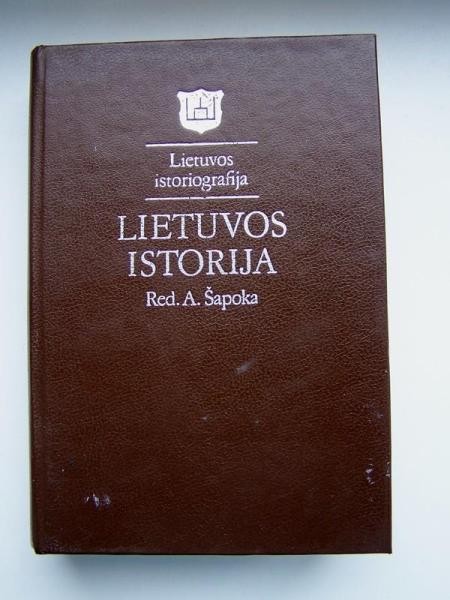 Lietuvos
istoriografija
LIETUVOS
ISTORIJA
Red. A. Šapoka